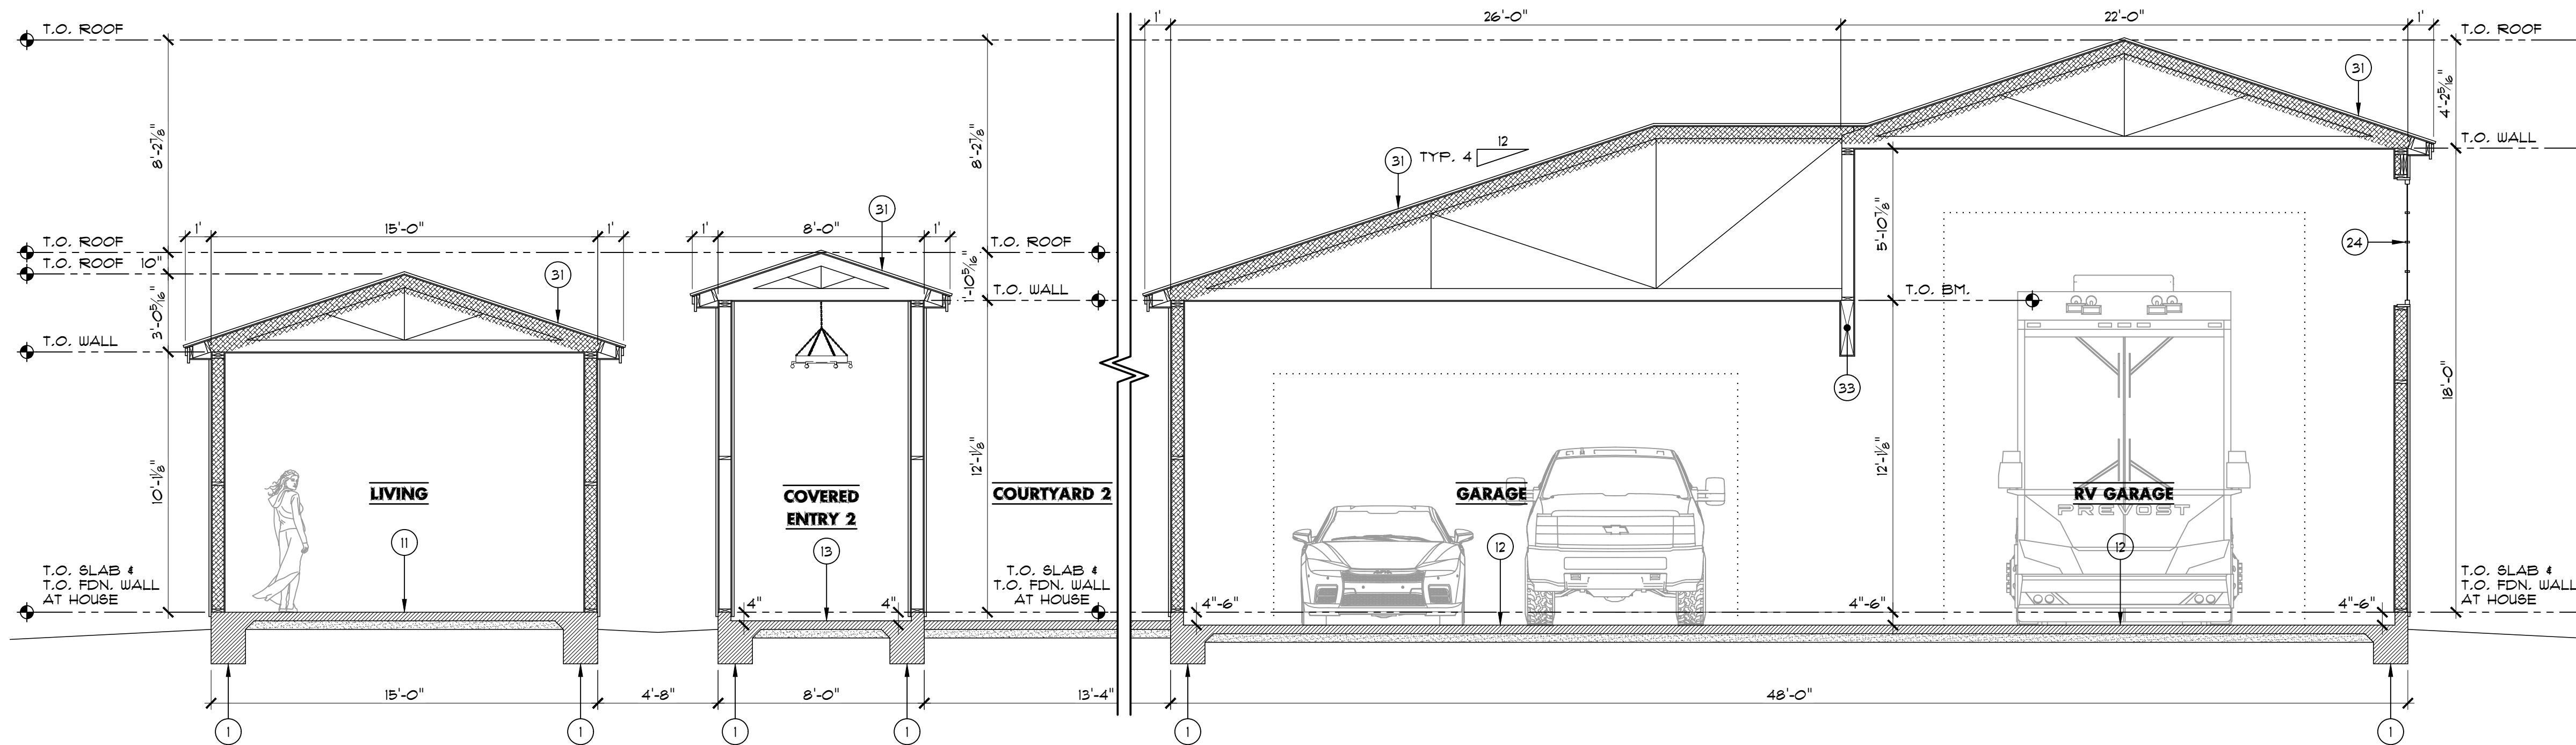 1'
26'-0"
22'-0"
1'
T.O. ROOF
T.O. ROOF
8'-2⅞"
8'-2⅞"
4'-2⁵⁄₁₆"
31
T.O. WALL
31
TYP. 4
12
31
1'
15'-0"
1'
1'
8'-0"
1'
5'-10⅞"
24
T.O. ROOF
T.O. ROOF
T.O. ROOF 10"
31
3'-0⁵⁄₁₆"
1'-10⁵⁄₁₆"
T.O. WALL
T.O. BM.
T.O. WALL
33
18'-0"
10'-1⅛"
12'-1⅛"
12'-1⅛"
LIVING
COVERED
ENTRY 2
COURTYARD 2
GARAGE
RV GARAGE
PREVOST
11
13
12
12
T.O. SLAB &
T.O. FDN. WALL
AT HOUSE
T.O. SLAB &
T.O. FDN. WALL
AT HOUSE
T.O. SLAB &
T.O. FDN. WALL
AT HOUSE
4"
4"
4"-6"
4"-6"
4"-6"
15'-0"
4'-8"
8'-0"
13'-4"
48'-0"
1
1
1
1
1
1